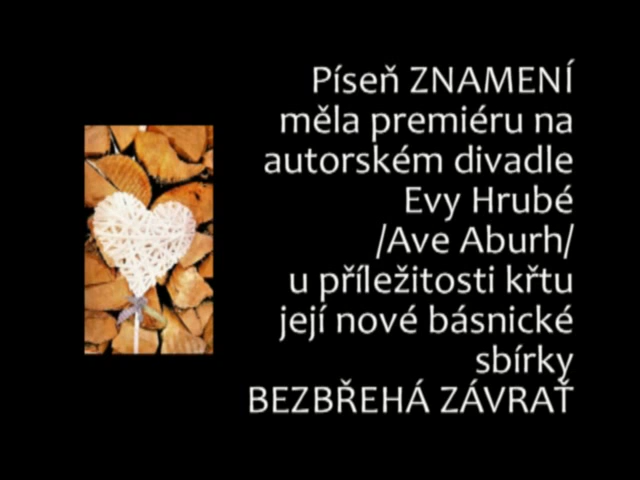 Píseň ZNAMENÍ
měla premiéru na
autorském divadle
Evy Hrubé
/Ave Aburh/
u příležitosti křtu
její nové básnické
sbírky
BEZBŘEHÁ ZÁVRAŤ